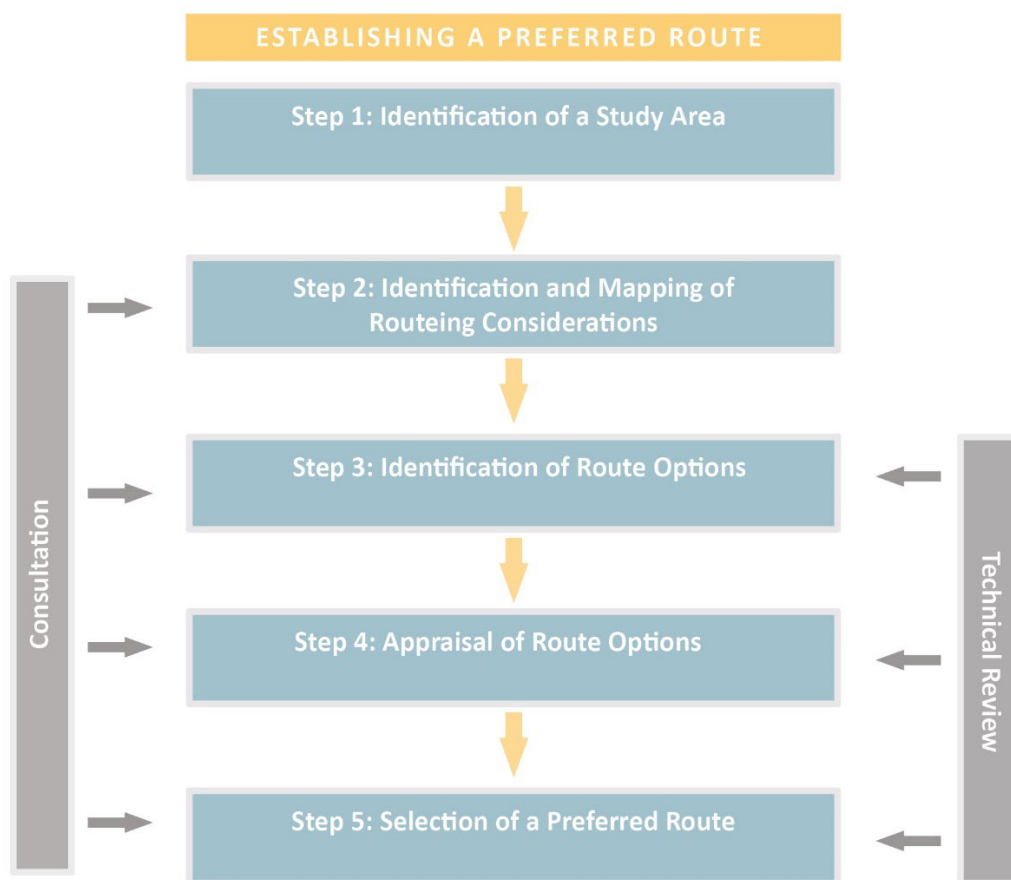 ESTABLISHING A PREFERRED ROUTE
Step 1: Identification of a Study Area
Step 2: Identification and Mapping of
Routeing Considerations
Step 3: Identification of Route Options
Step 4: Appraisal of Route Options
Step 5: Selection of a Preferred Route
Consultation
Technical Review